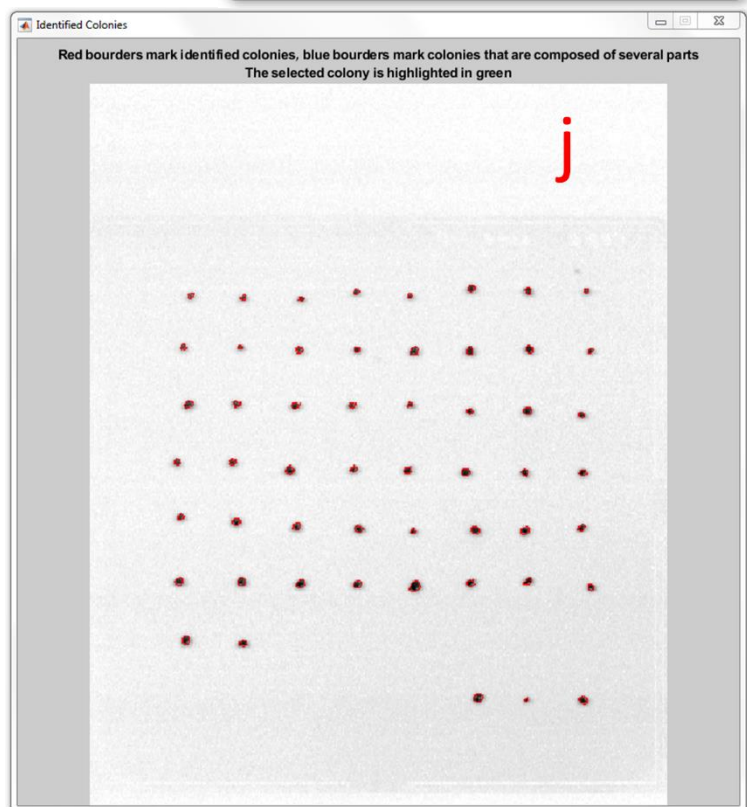 Identified Colonies
Red bourders mark identified colonies, blue bourders mark colonies that are composed of several parts
The selected colony is highlighted in green
j